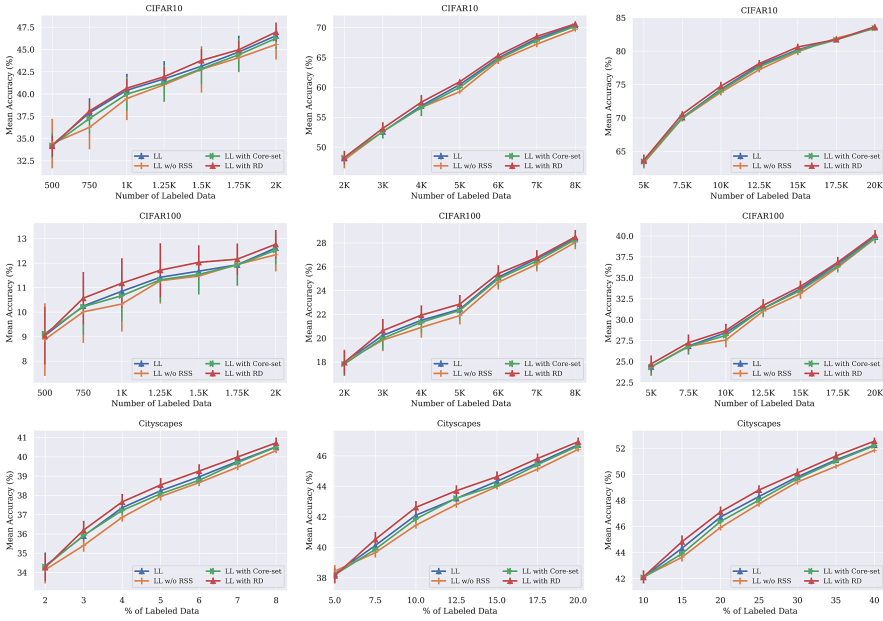 CIFAR10
Mean Accuracy (%)
47.5
45.0
42.5
40.0
37.5
35.0
32.5
LL
LL w/o RSS
LL with Core-set
LL with RD
500 750 1K 1.25K 1.5K 1.75K 2K
Number of Labeled Data
CIFAR10
Mean Accuracy (%)
70
65
60
55
50
LL
LL w/o RSS
LL with Core-set
LL with RD
2K 3K 4K 5K 6K 7K 8K
Number of Labeled Data
CIFAR10
Mean Accuracy (%)
85
80
75
70
65
LL
LL w/o RSS
LL with Core-set
LL with RD
5K 7.5K 10K 12.5K 15K 17.5K 20K
Number of Labeled Data
CIFAR100
Mean Accuracy (%)
13
12
11
10
9
8
LL
LL w/o RSS
LL with Core-set
LL with RD
500 750 1K 1.25K 1.5K 1.75K 2K
Number of Labeled Data
CIFAR100
Mean Accuracy (%)
28
26
24
22
20
18
LL
LL w/o RSS
LL with Core-set
LL with RD
2K 3K 4K 5K 6K 7K 8K
Number of Labeled Data
CIFAR100
Mean Accuracy (%)
40.0
37.5
35.0
32.5
30.0
27.5
25.0
22.5
LL
LL w/o RSS
LL with Core-set
LL with RD
5K 7.5K 10K 12.5K 15K 17.5K 20K
Number of Labeled Data
Cityscapes
Mean Accuracy (%)
41
40
39
38
37
36
35
34
LL
LL w/o RSS
LL with Core-set
LL with RD
2 3 4 5 6 7 8
% of Labeled Data
Cityscapes
Mean Accuracy (%)
46
44
42
40
38
LL
LL w/o RSS
LL with Core-set
LL with RD
5.0 7.5 10.0 12.5 15.0 17.5 20.0
% of Labeled Data
Cityscapes
Mean Accuracy (%)
52
50
48
46
44
42
LL
LL w/o RSS
LL with Core-set
LL with RD
10 15 20 25 30 35 40
% of Labeled Data